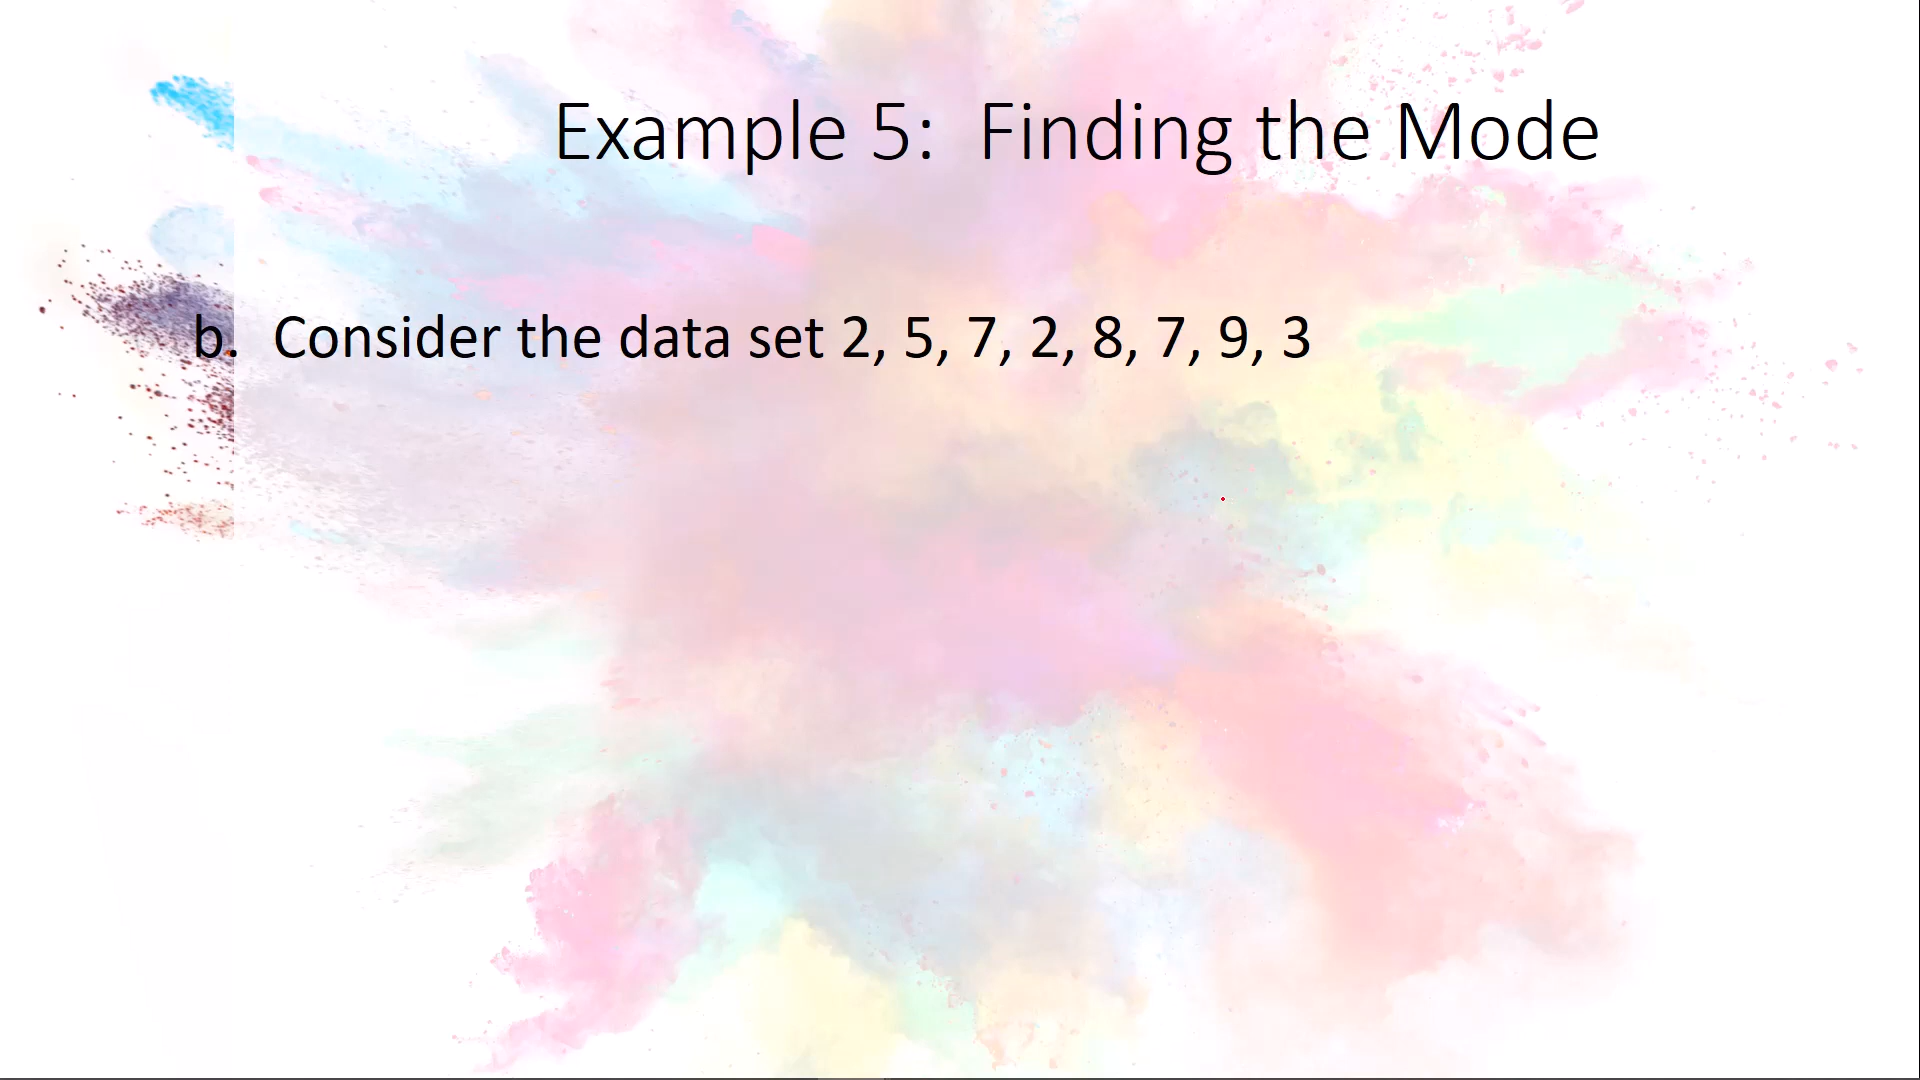 Example 5: Finding the Mode
b. Consider the data set 2, 5, 7, 2, 8, 7, 9, 3